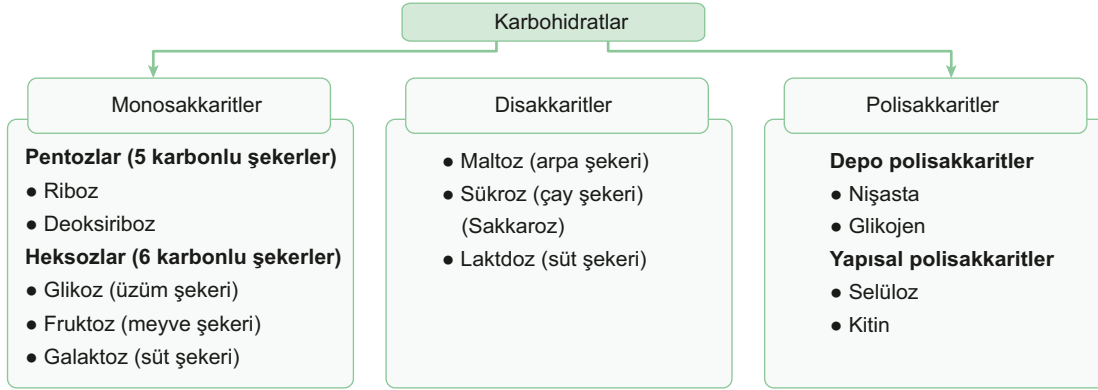 Karbohidratlar
Monosakkaritler
Pentozlar (5 karbonlu şekerler)
● Riboz
● Deoksiriboz
Heksozlar (6 karbonlu şekerler)
● Glikoz (üzüm şekeri)
● Fruktoz (meyve şekeri)
● Galaktoz (süt şekeri)
Disakkaritler
● Maltoz (arpa şekeri)
● Sükroz (çay şekeri)
(Sakkaroz)
● Laktdoz (süt şekeri)
Polisakkaritler
Depo polisakkaritler
● Nişasta
● Glikojen
Yapısal polisakkaritler
● Selüloz
● Kitin